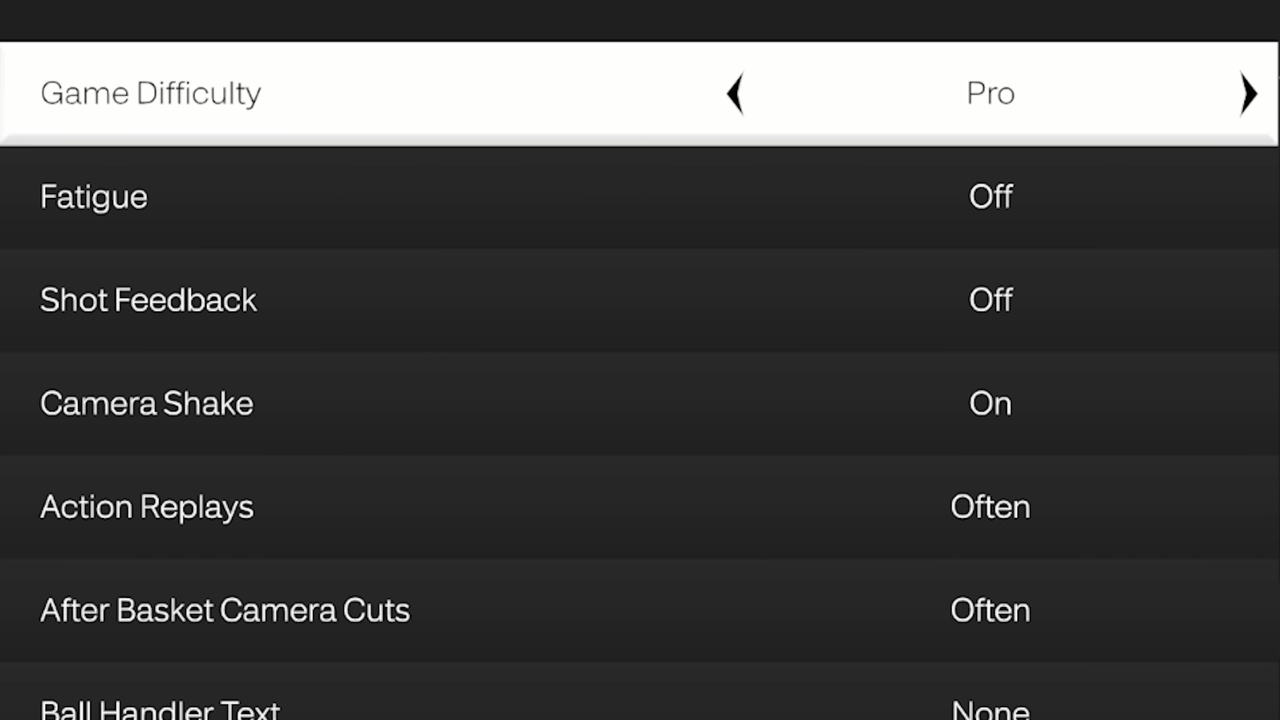 Game Difficulty Pro
Fatigue Off
Shot Feedback Off
Camera Shake On
Action Replays Often
After Basket Camera Cuts Often
Ball Handler Text None